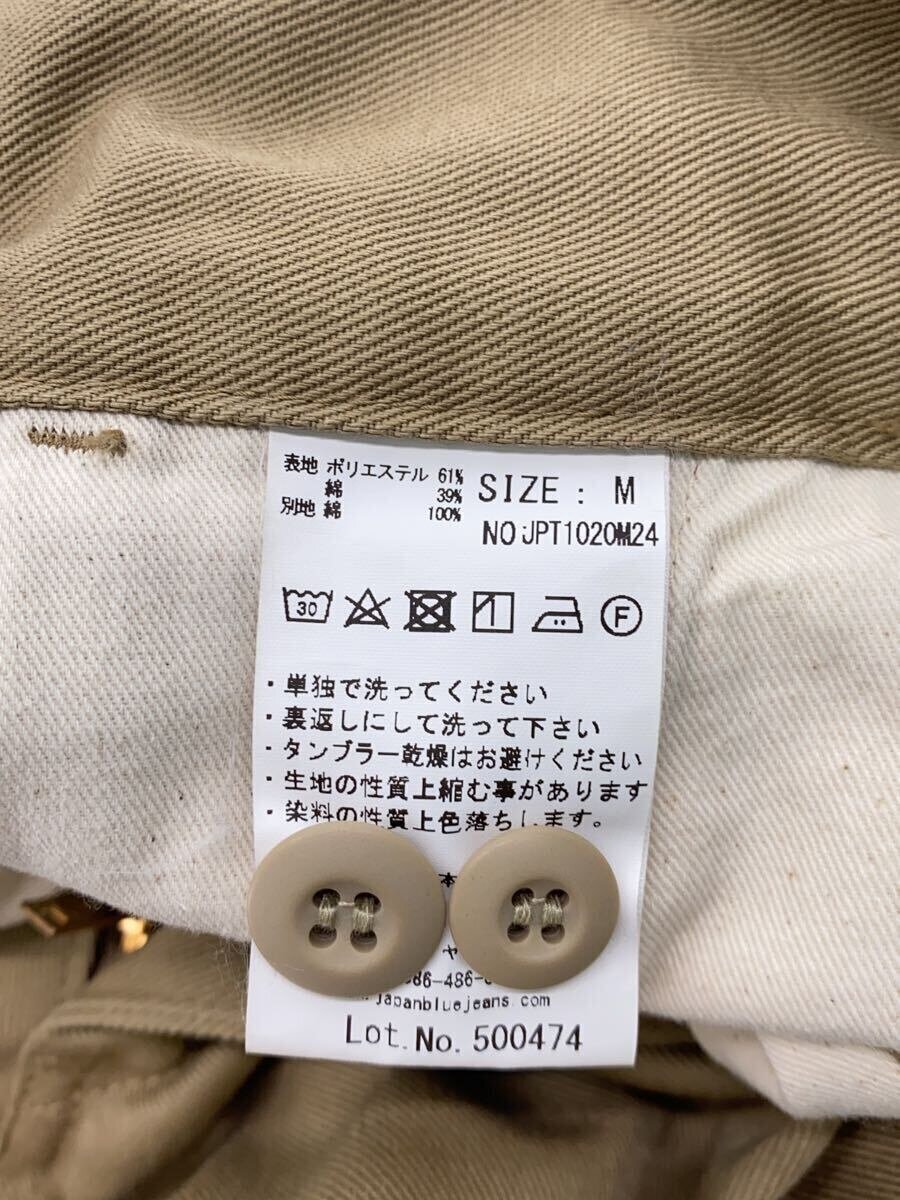 表地 ポリエステル 61%
綿 39%
別地 綿 100%
SIZE : M
NO:JPT1020M24
30
F
・単独で洗ってください
・裏返しにして洗って下さい
・タンブラー乾燥はお避けください
・生地の性質上縮む事があります
・染料の性質上色落ちします。
本
ャ
86-486-
.japanbluejeans.com
Lot.No. 500474